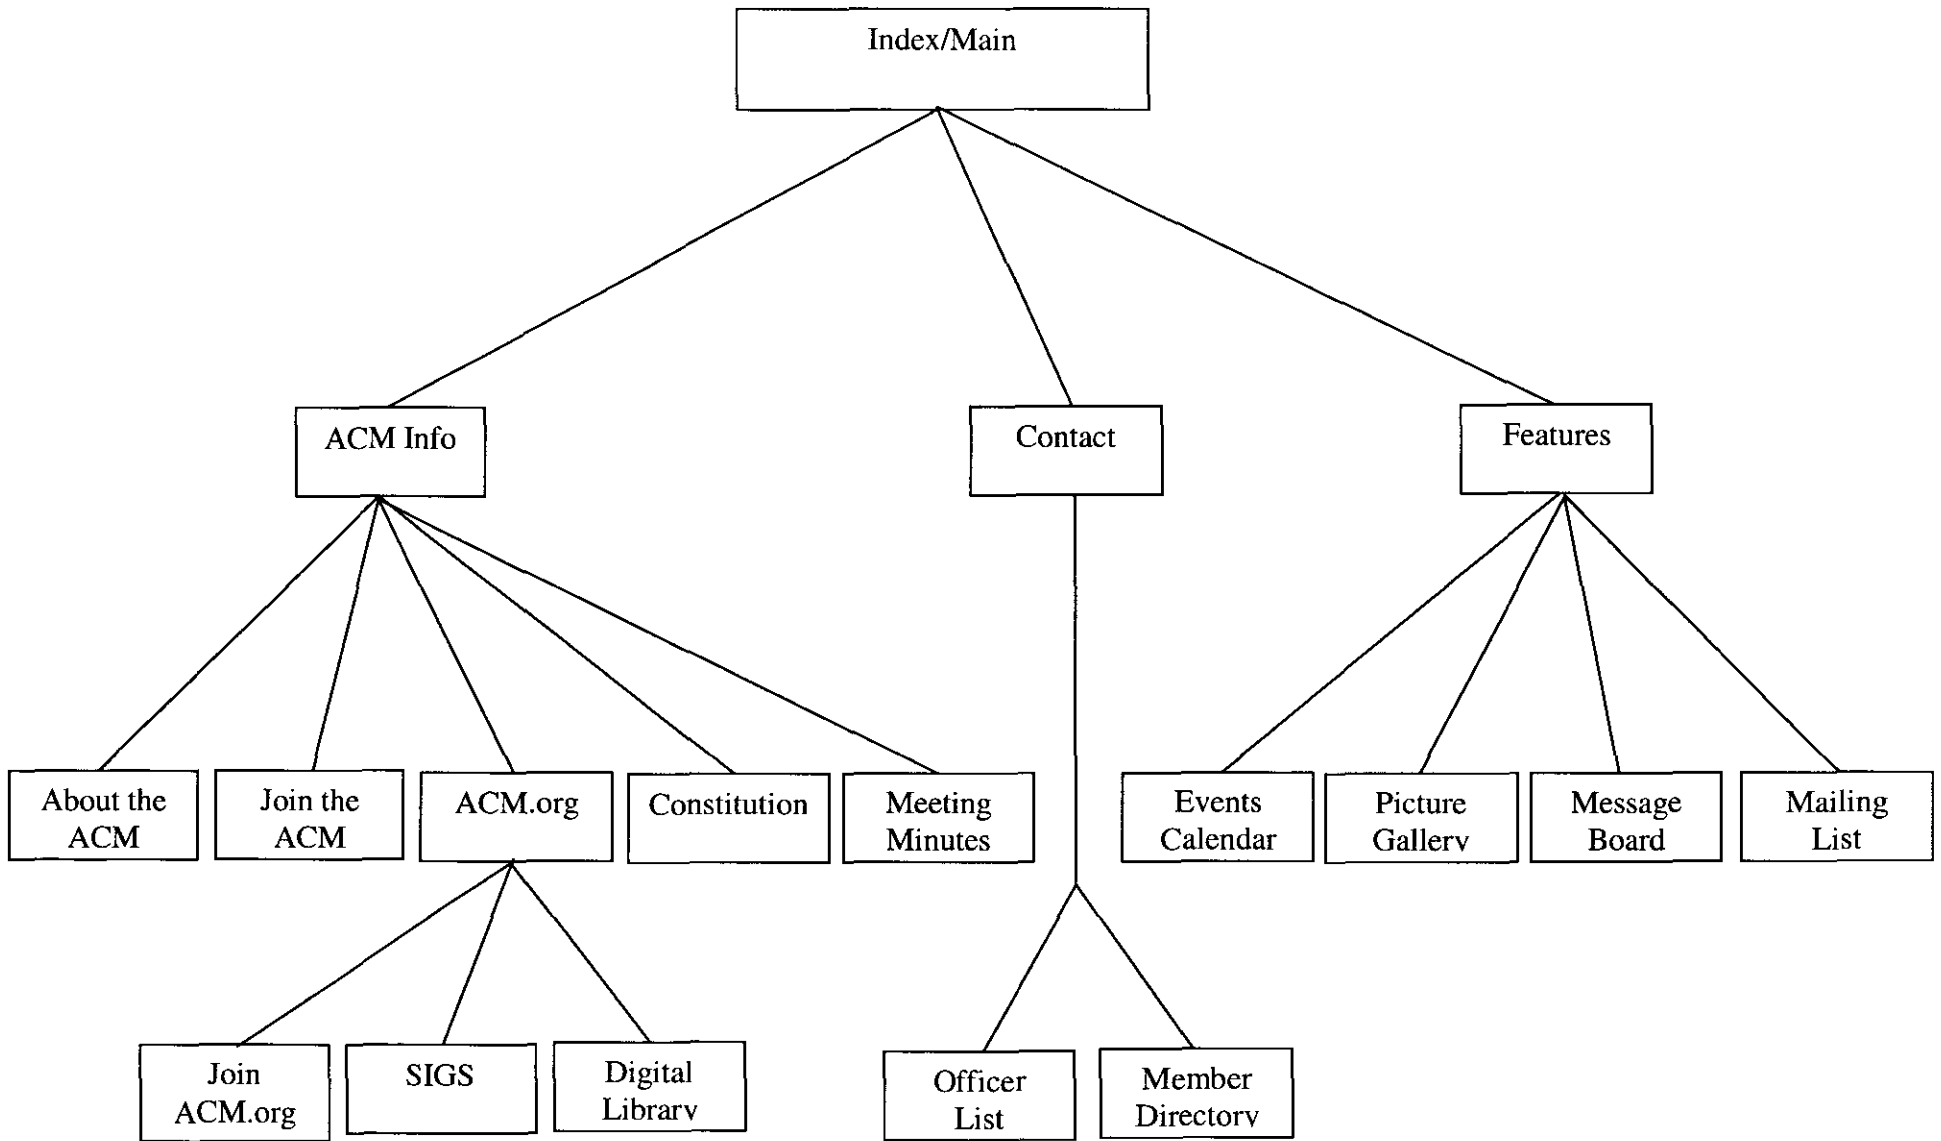 Index/Main
ACM Info
Contact
Features
About the
ACM
Join the
ACM
ACM.org
Constitution
Meeting
Minutes
Events
Calendar
Picture
Gallery
Message
Board
Mailing
List
Join
ACM.org
SIGS
Digital
Library
Officer
List
Member
Directory